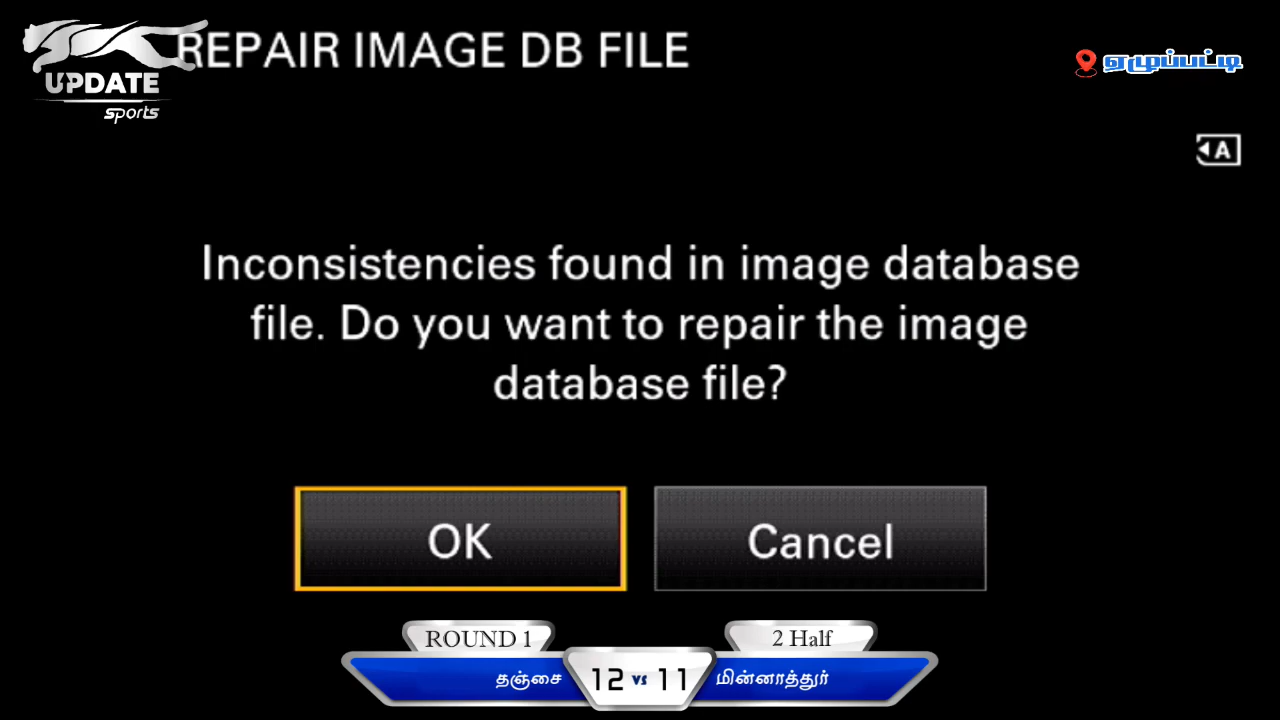 REPAIR IMAGE DB FILE
UPDATE
sports
ஏழுப்பட்டி
A
Inconsistencies found in image database
file. Do you want to repair the image
database file?
OK
Cancel
ROUND 1
2 Half
தஞ்சை
12 vs 11
மின்னாத்தூர்